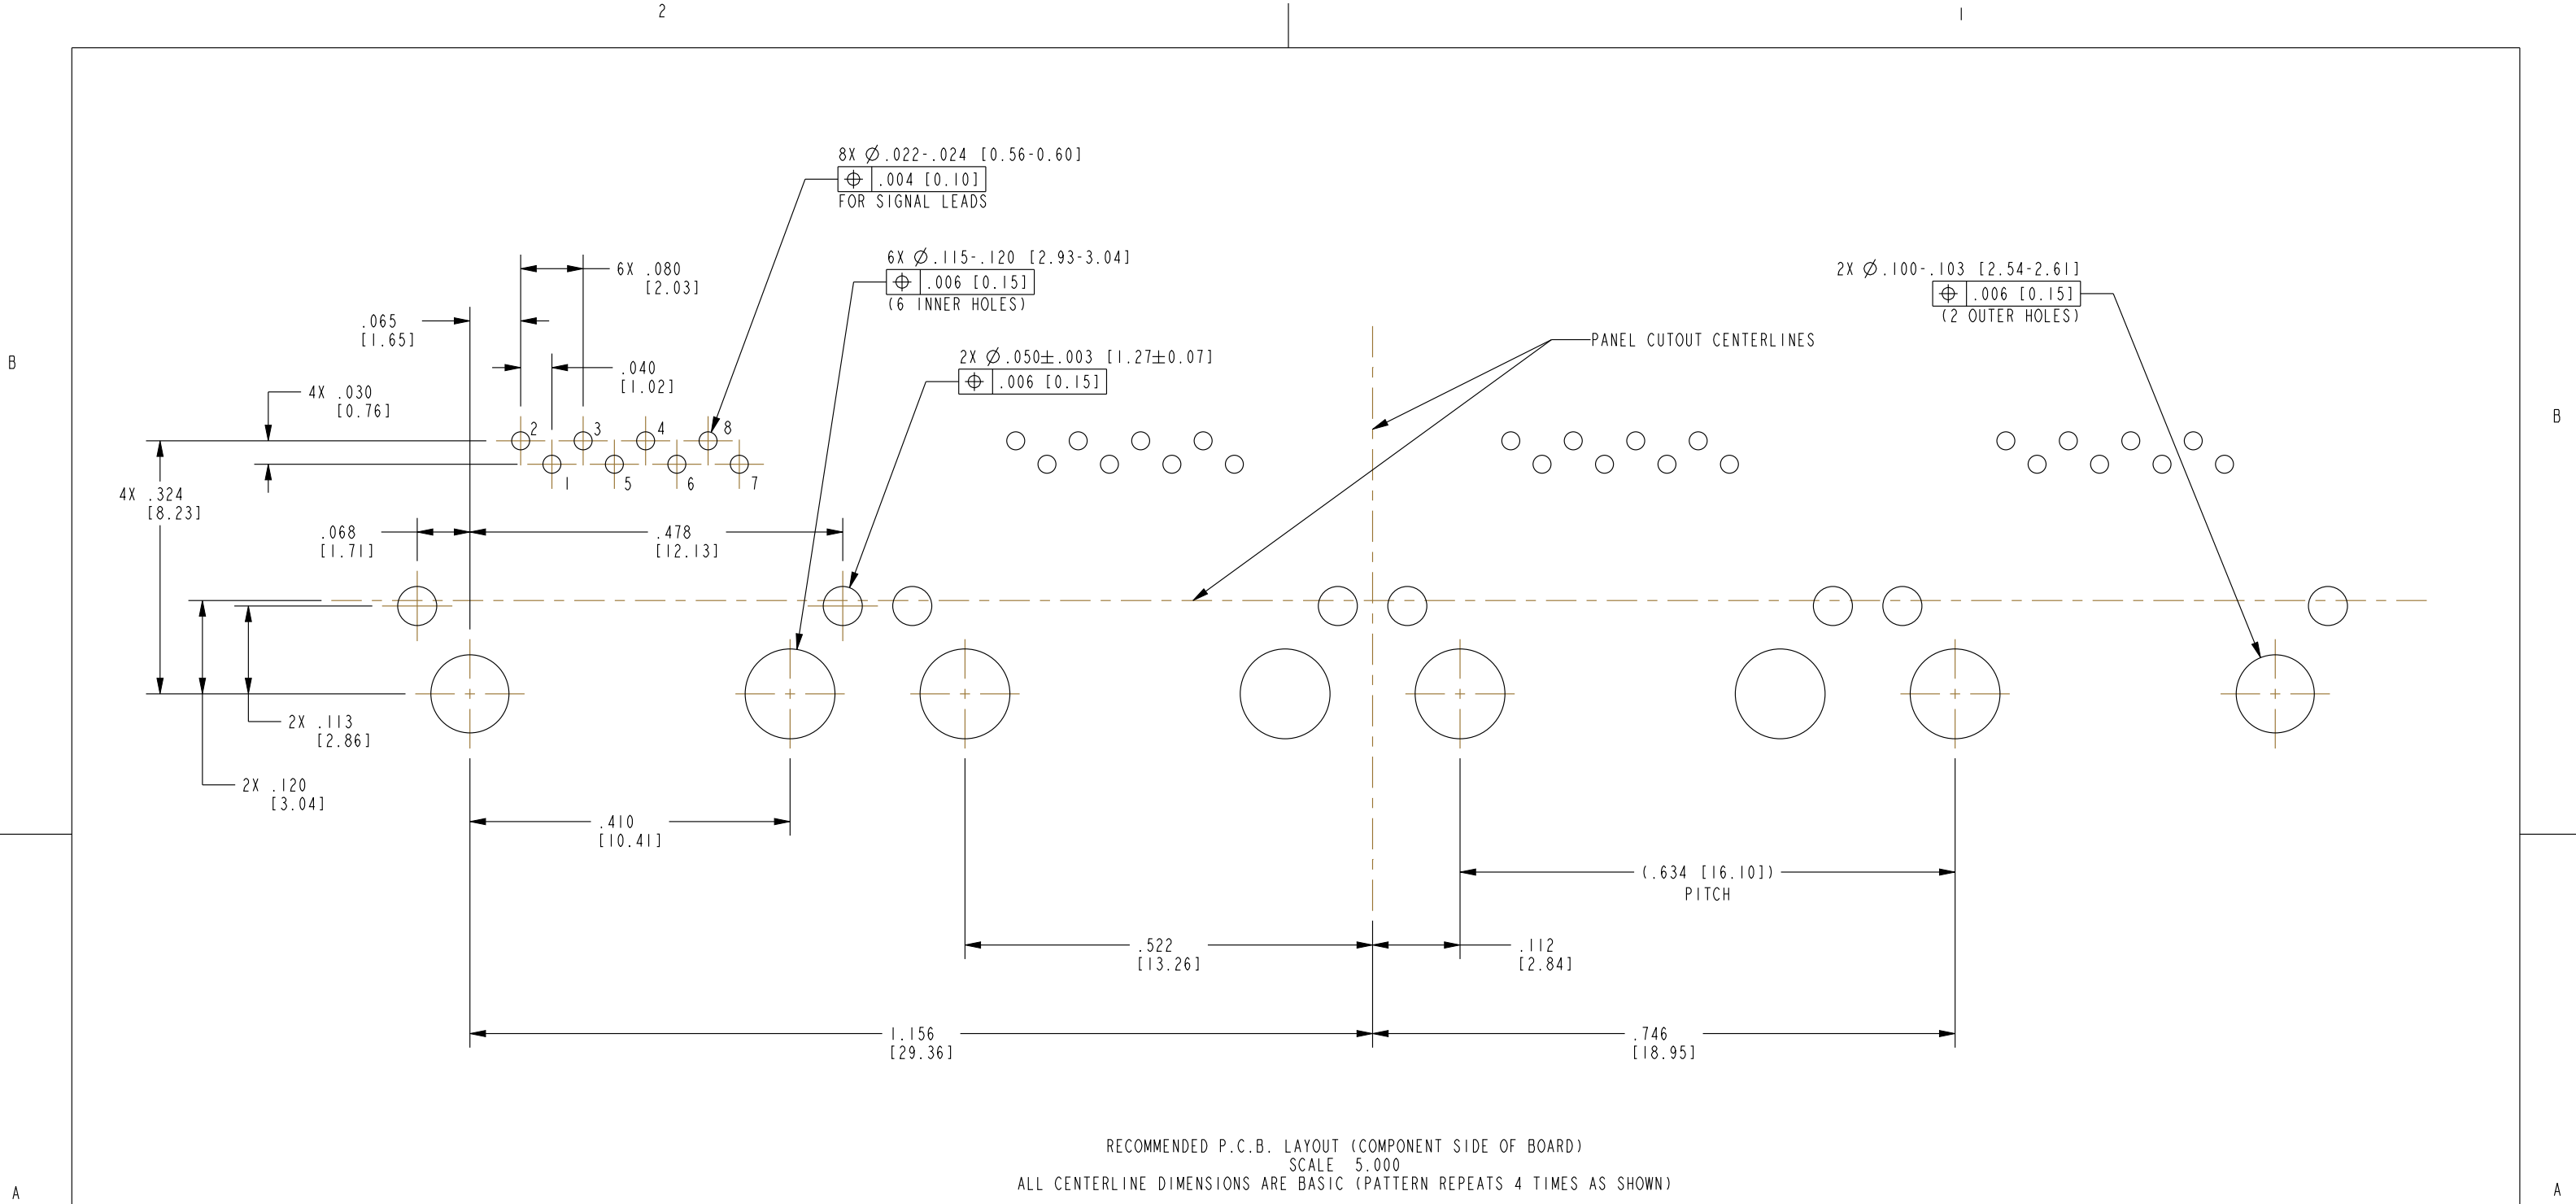 2
1
8X Ø.022-.024 [0.56-0.60]
⌖ .004 [0.10]
FOR SIGNAL LEADS
6X Ø.115-.120 [2.93-3.04]
⌖ .006 [0.15]
(6 INNER HOLES)
2X Ø.100-.103 [2.54-2.61]
⌖ .006 [0.15]
(2 OUTER HOLES)
6X .080
[2.03]
.065
[1.65]
PANEL CUTOUT CENTERLINES
2X Ø.050±.003 [1.27±0.07]
⌖ .006 [0.15]
.040
[1.02]
4X .030
[0.76]
B
B
2 3 4 8
1 5 6 7
4X .324
[8.23]
.068
[1.71]
.478
[12.13]
2X .113
[2.86]
2X .120
[3.04]
.410
[10.41]
(.634 [16.10])
PITCH
.522
[13.26]
.112
[2.84]
1.156
[29.36]
.746
[18.95]
RECOMMENDED P.C.B. LAYOUT (COMPONENT SIDE OF BOARD)
SCALE 5.000
ALL CENTERLINE DIMENSIONS ARE BASIC (PATTERN REPEATS 4 TIMES AS SHOWN)
A
A